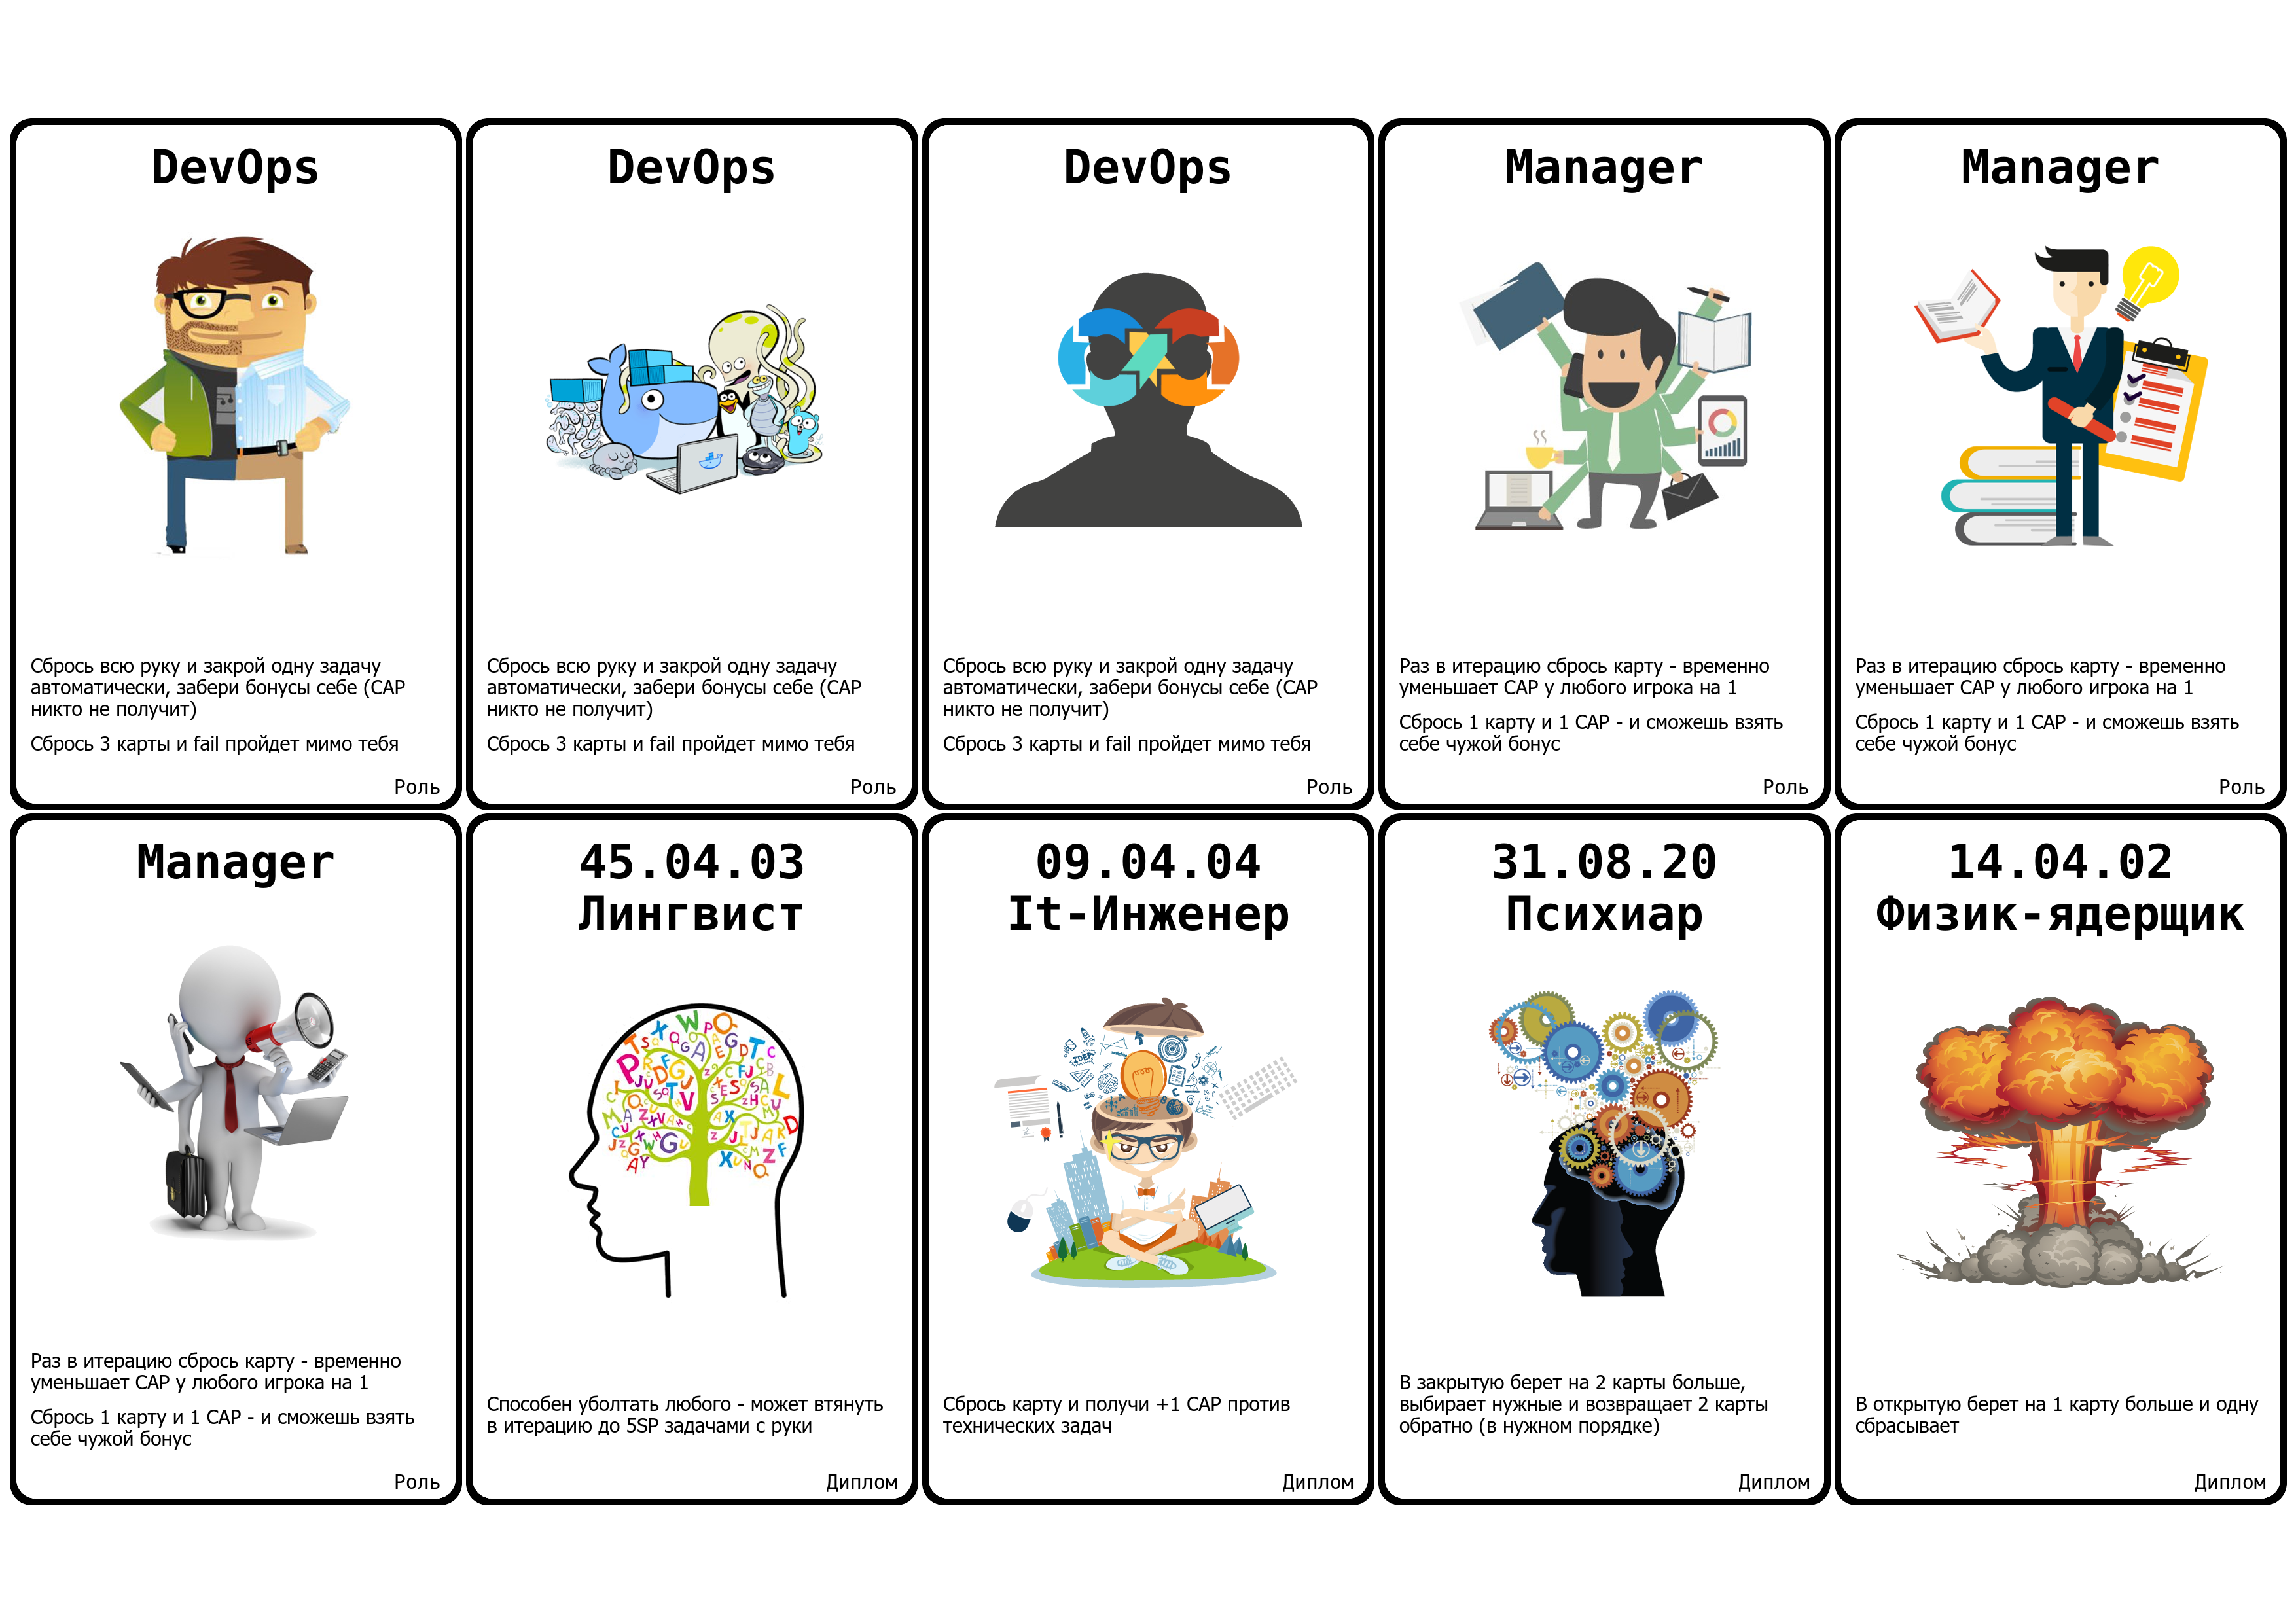 DevOps
Сбрось всю руку и закрой одну задачу
автоматически, забери бонусы себе (CAP
никто не получит)
Сбрось 3 карты и fail пройдет мимо тебя
Роль
DevOps
Сбрось всю руку и закрой одну задачу
автоматически, забери бонусы себе (CAP
никто не получит)
Сбрось 3 карты и fail пройдет мимо тебя
Роль
DevOps
Сбрось всю руку и закрой одну задачу
автоматически, забери бонусы себе (CAP
никто не получит)
Сбрось 3 карты и fail пройдет мимо тебя
Роль
Manager
Раз в итерацию сбрось карту - временно
уменьшает CAP у любого игрока на 1
Сбрось 1 карту и 1 CAP - и сможешь взять
себе чужой бонус
Роль
Manager
Раз в итерацию сбрось карту - временно
уменьшает CAP у любого игрока на 1
Сбрось 1 карту и 1 CAP - и сможешь взять
себе чужой бонус
Роль
Manager
Раз в итерацию сбрось карту - временно
уменьшает CAP у любого игрока на 1
Сбрось 1 карту и 1 CAP - и сможешь взять
себе чужой бонус
Роль
45.04.03
Лингвист
Способен уболтать любого - может втянуть
в итерацию до 5SP задачами с руки
Диплом
09.04.04
It-Инженер
IDEA
Сбрось карту и получи +1 CAP против
технических задач
Диплом
31.08.20
Психиар
В закрытую берет на 2 карты больше,
выбирает нужные и возвращает 2 карты
обратно (в нужном порядке)
Диплом
14.04.02
Физик-ядерщик
В открытую берет на 1 карту больше и одну
сбрасывает
Диплом